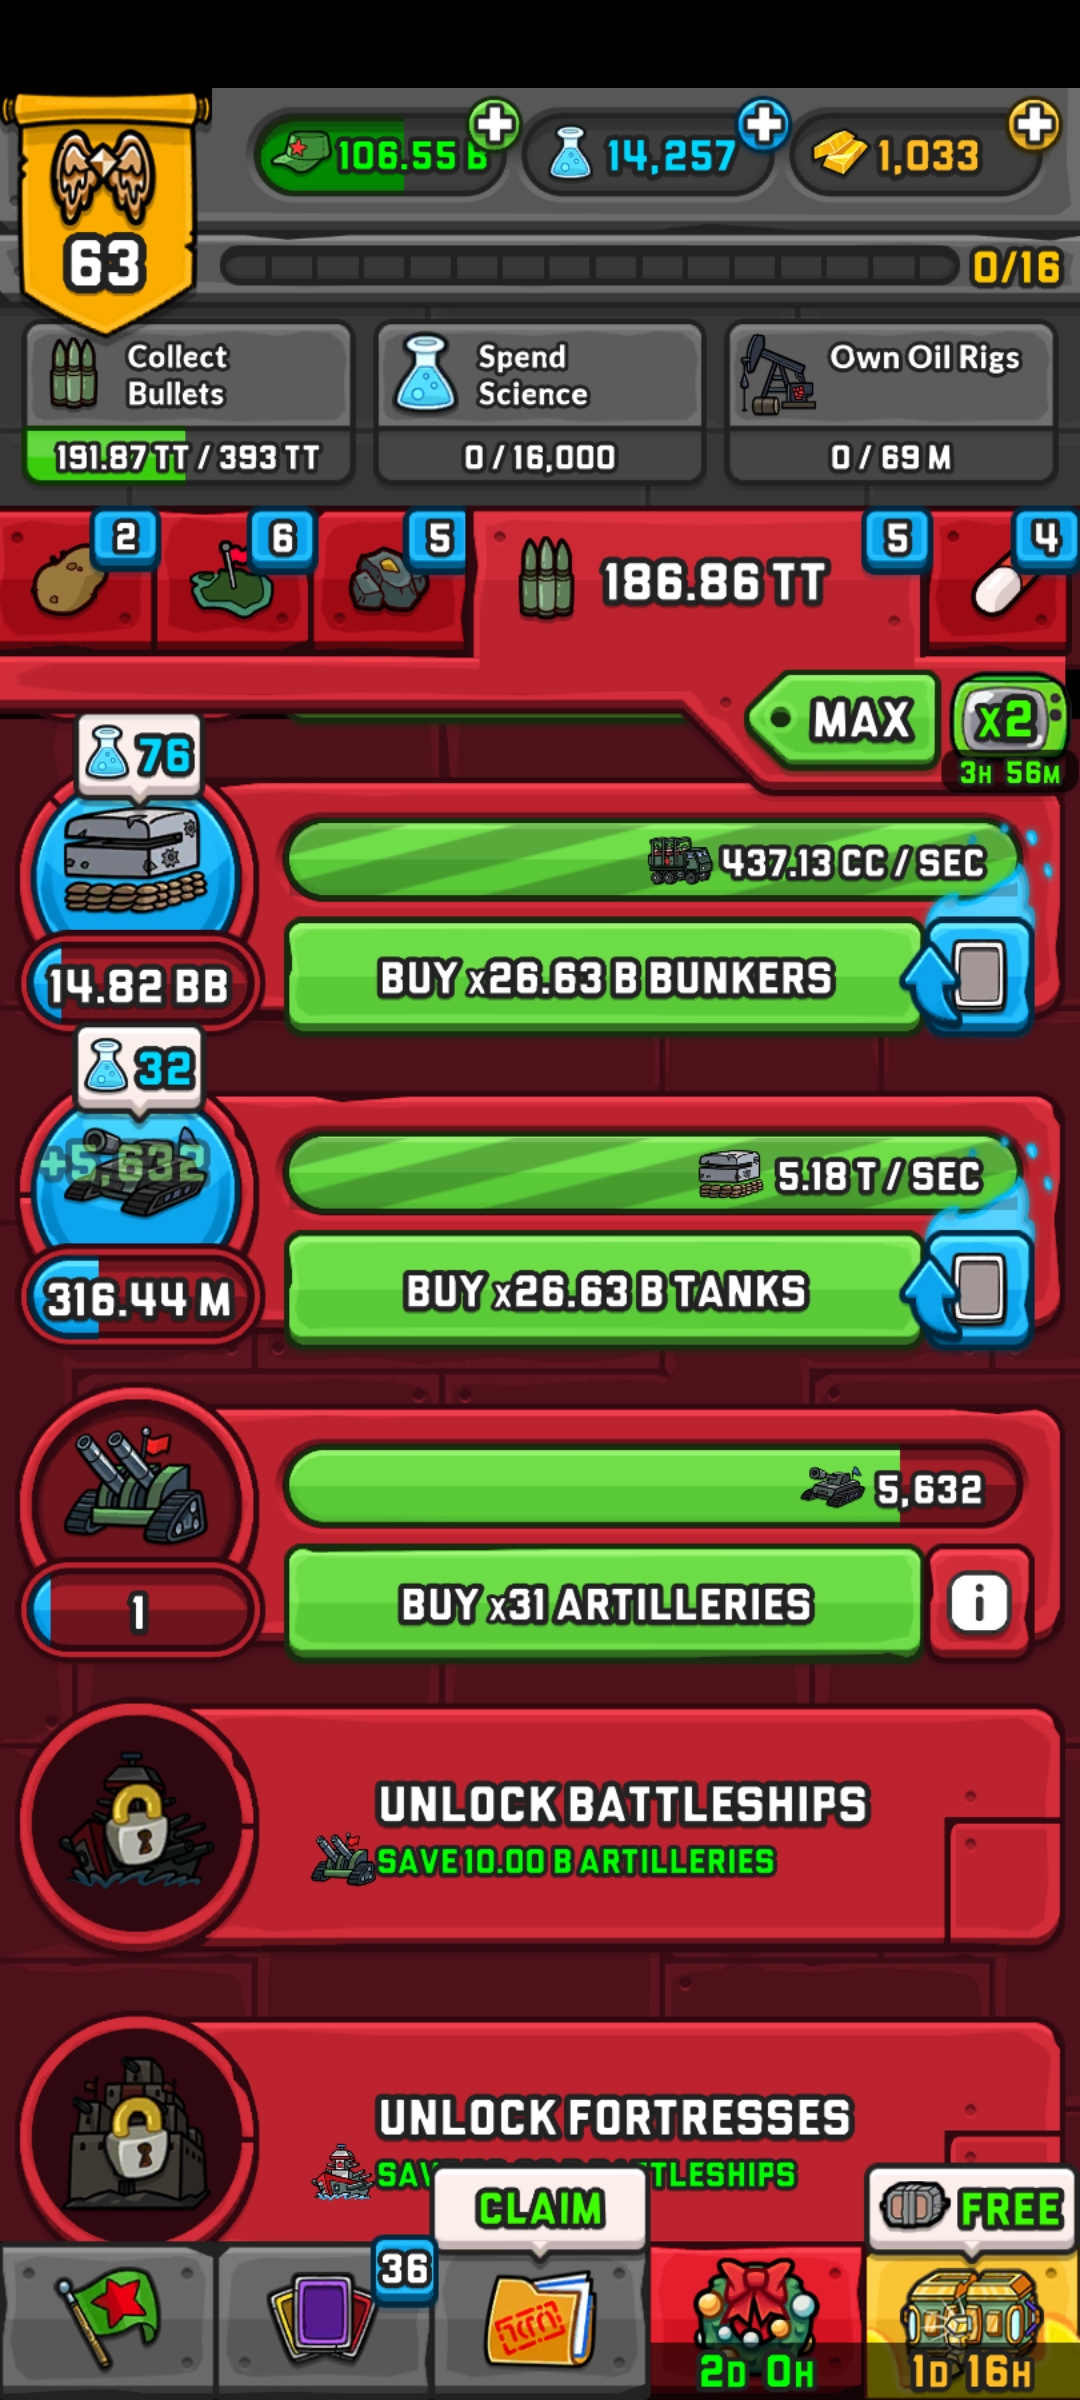 106.55 B
14,257
1,033
63
0/16
Collect
Bullets
Spend
Science
Own Oil Rigs
191.87 TT / 393 TT
0 / 16,000
0 / 69 M
2
6
5
186.86 TT
5
4
MAX
x2
3H 56M
76
437.13 CC / SEC
BUY x26.63 B BUNKERS
14.82 BB
32
+5,632
5.18 T / SEC
BUY x26.63 B TANKS
316.44 M
5,632
BUY x31 ARTILLERIES
i
1
UNLOCK BATTLESHIPS
SAVE 10.00 B ARTILLERIES
UNLOCK FORTRESSES
CLAIM
FREE
36
2D 0H
1D 16H